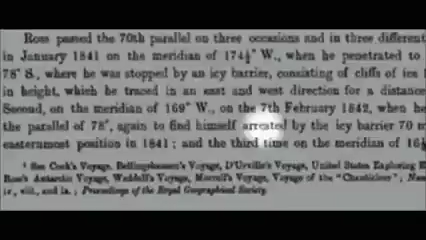 Ross passed the 70th parallel on three occasions and in three different
in January 1841 on the meridian of 174½° W., when he penetrated to
78° S., where he was stopped by an icy barrier, consisting of cliffs of ice
in height, which he traced in an east and west direction for a distance
Second, on the meridian of 169° W., on the 7th February 1842, when he
the parallel of 78°, again to find himself arrested by the icy barrier 70 m
easternmost position in 1841; and the third time on the meridian of 16
¹ See Cook's Voyage, Bellingshausen's Voyage, D'Urville's Voyage, United States Exploring E
Ross's Antarctic Voyage, Weddell's Voyage, Morrell's Voyage, Voyage of the "Chanticleer";
iv., viii., and ix.; Proceedings of the Royal Geographical Society.